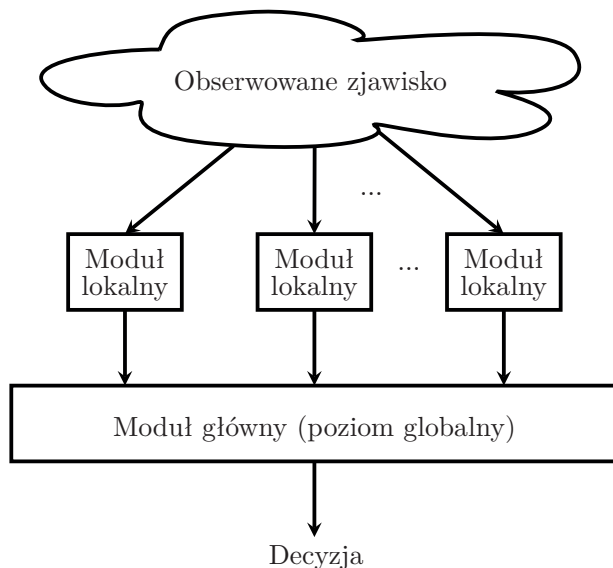 Obserwowane zjawisko
...
Moduł
lokalny
Moduł
lokalny
...
Moduł
lokalny
Moduł główny (poziom globalny)
Decyzja